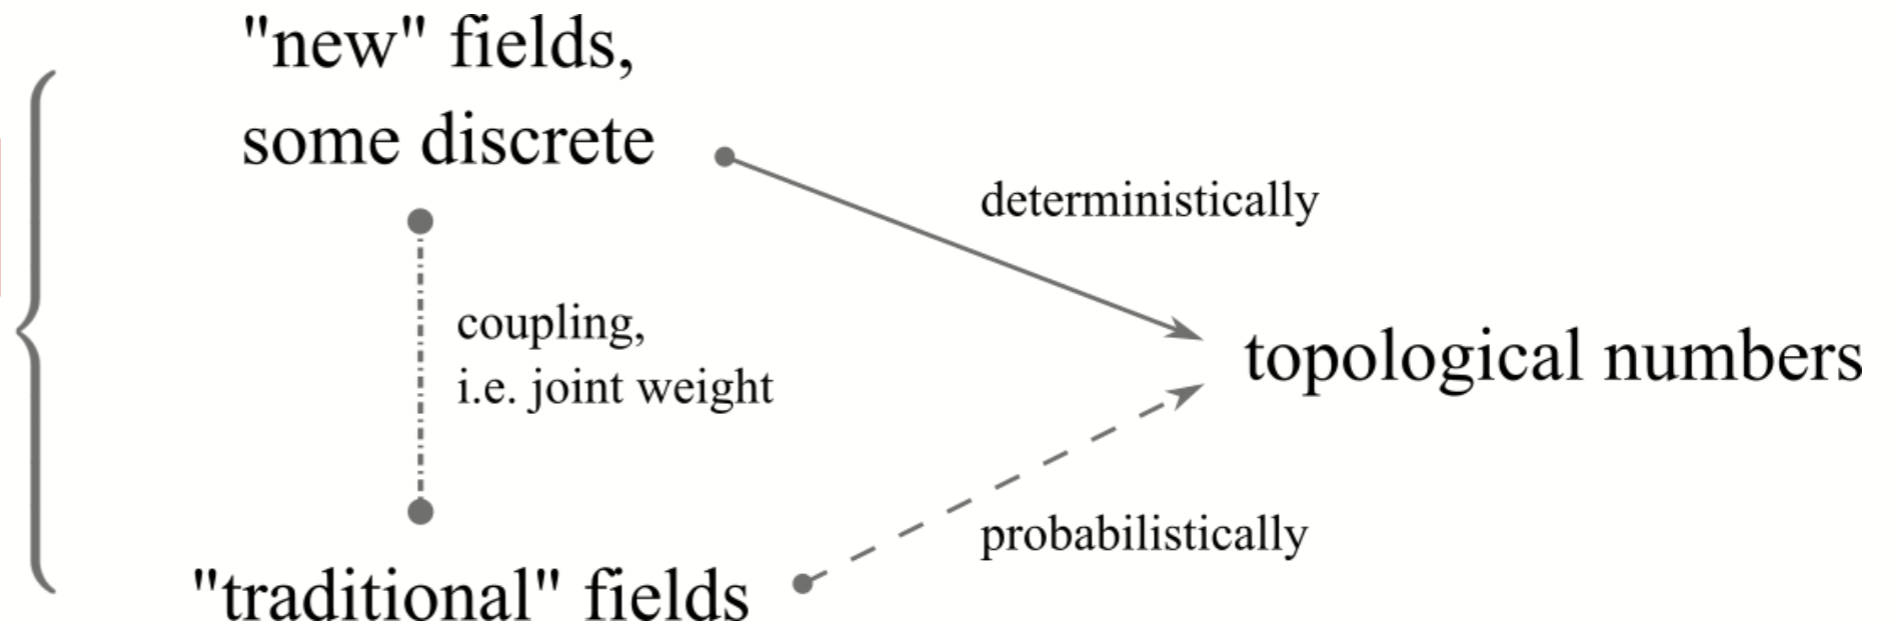 "new" fields,
some discrete
deterministically
coupling,
i.e. joint weight
topological numbers
probabilistically
"traditional" fields